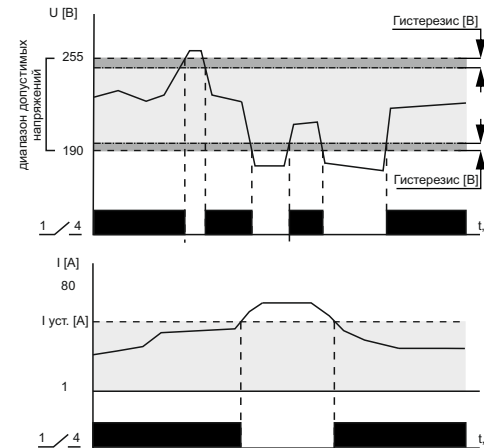 U [В]
Гистерезис [В]
255
диапазон допустимых
напряжений
190
Гистерезис [В]
1 4
t,
I [A]
80
I уст. [A]
1
1 4
t,